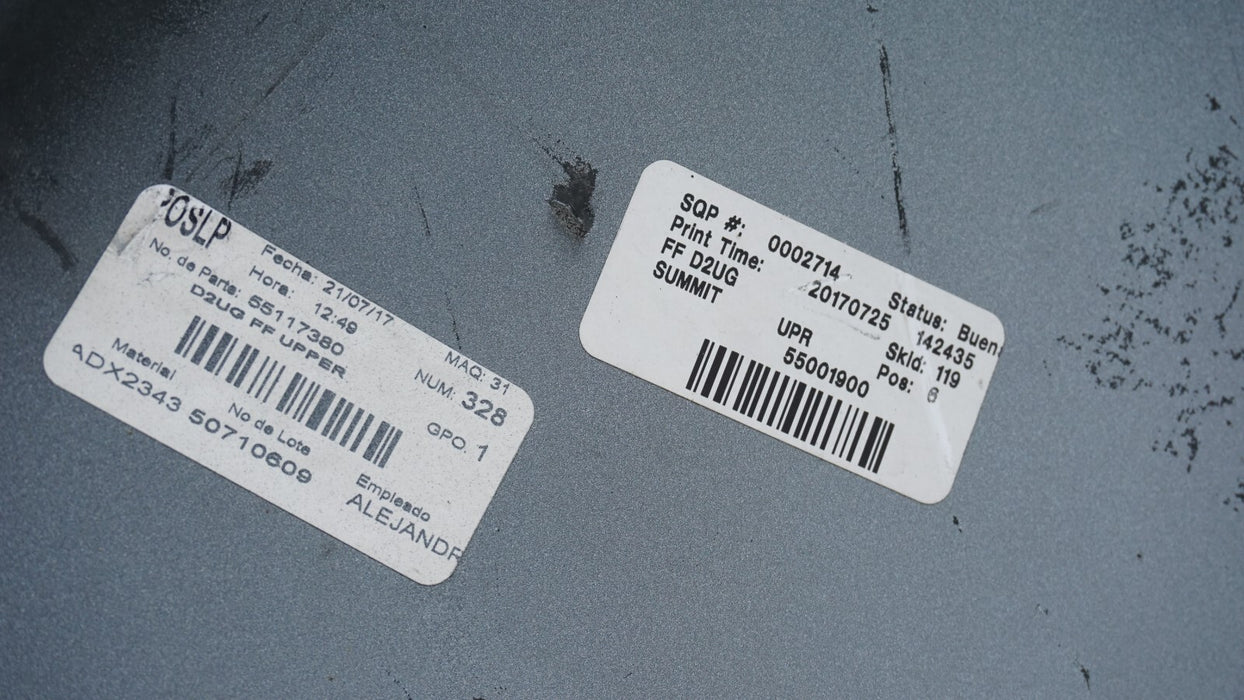 POSLP
Fecha: 21/07/17
Hora: 12:49
No. de Parte: 55117380
D2UG FF UPPER
MAQ: 31
NUM: 328
GPO. 1
Material
ADX2343
No de Lote
50710609
Empleado
ALEJANDR
SQP #: 0002714 Status: Buen
Print Time: 20170725 142435
FF D2UG Skid: 119
SUMMIT Pos: 6
UPR
55001900